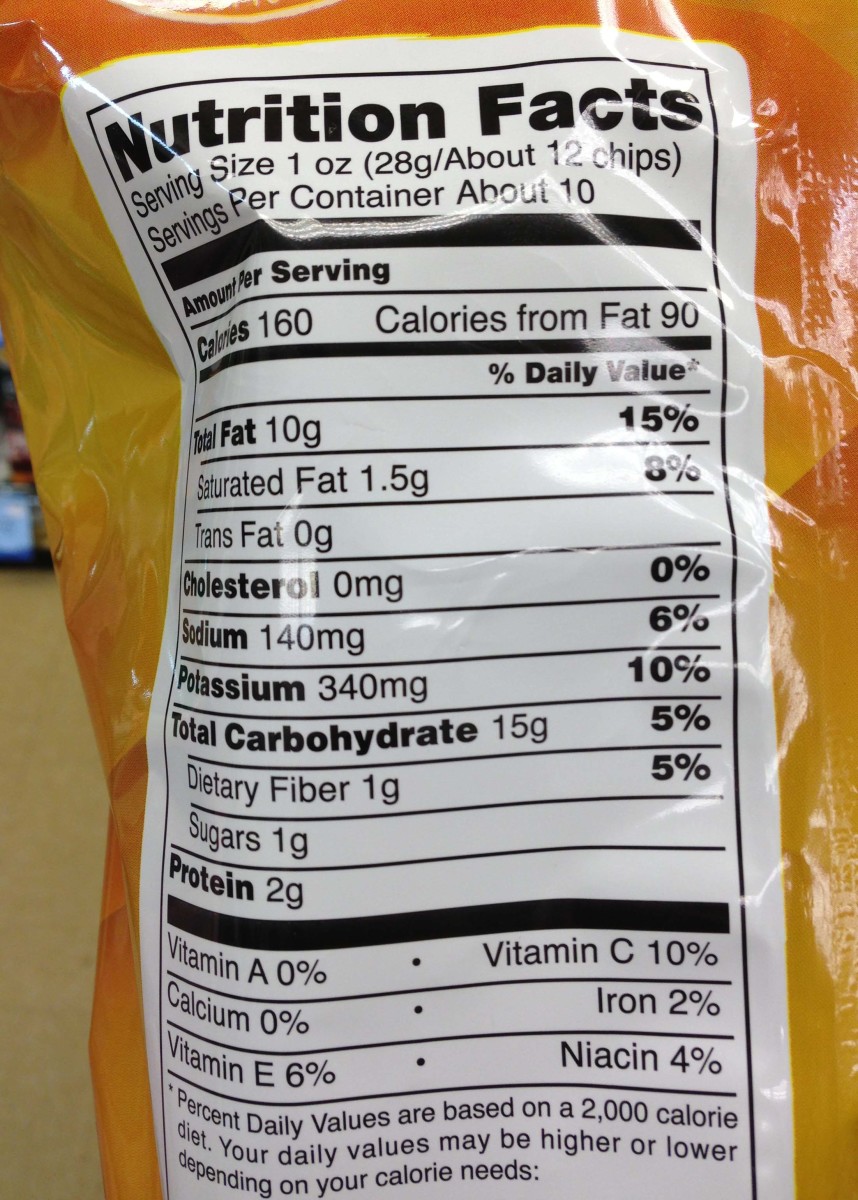 Nutrition Facts
Serving Size 1 oz (28g/About 12 chips)
Servings Per Container About 10
Amount Per Serving
Calories 160 Calories from Fat 90
% Daily Value*
Total Fat 10g 15%
Saturated Fat 1.5g 8%
Trans Fat 0g
Cholesterol 0mg 0%
Sodium 140mg 6%
Potassium 340mg 10%
Total Carbohydrate 15g 5%
Dietary Fiber 1g 5%
Sugars 1g
Protein 2g
Vitamin A 0% • Vitamin C 10%
Calcium 0% • Iron 2%
Vitamin E 6% • Niacin 4%
* Percent Daily Values are based on a 2,000 calorie
diet. Your daily values may be higher or lower
depending on your calorie needs: